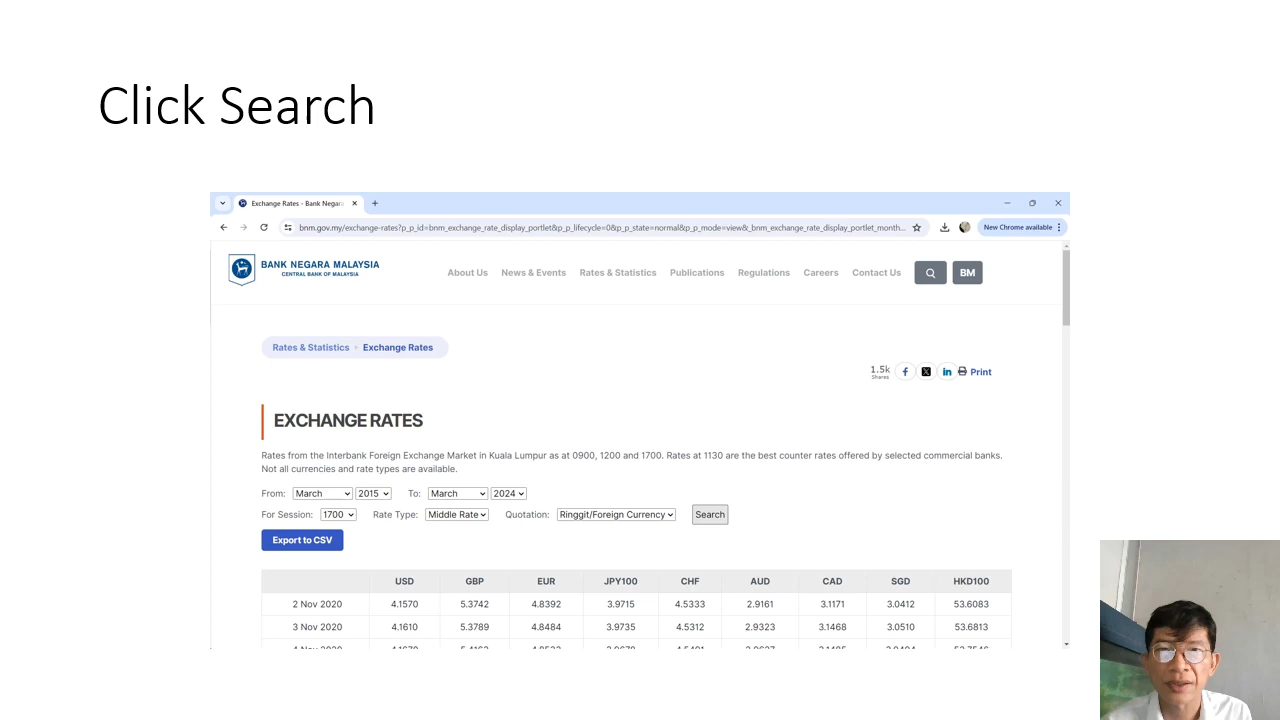 Click Search
Exchange Rates - Bank Negara
bnm.gov.my/exchange-rates?p_p_id=bnm_exchange_rate_display_portlet&p_p_lifecycle=0&p_p_state=normal&p_p_mode=view&_bnm_exchange_rate_display_portlet_month... New Chrome available
BANK NEGARA MALAYSIA
CENTRAL BANK OF MALAYSIA
About Us News & Events Rates & Statistics Publications Regulations Careers Contact Us BM
Rates & Statistics Exchange Rates
1.5k
Shares
Print
EXCHANGE RATES
Rates from the Interbank Foreign Exchange Market in Kuala Lumpur as at 0900, 1200 and 1700. Rates at 1130 are the best counter rates offered by selected commercial banks.
Not all currencies and rate types are available.
From: March 2015 To: March 2024
For Session: 1700 Rate Type: Middle Rate Quotation: Ringgit/Foreign Currency Search
Export to CSV
USD GBP EUR JPY100 CHF AUD CAD SGD HKD100
2 Nov 2020 4.1570 5.3742 4.8392 3.9715 4.5333 2.9161 3.1171 3.0412 53.6083
3 Nov 2020 4.1610 5.3789 4.8484 3.9735 4.5312 2.9323 3.1468 3.0510 53.6813